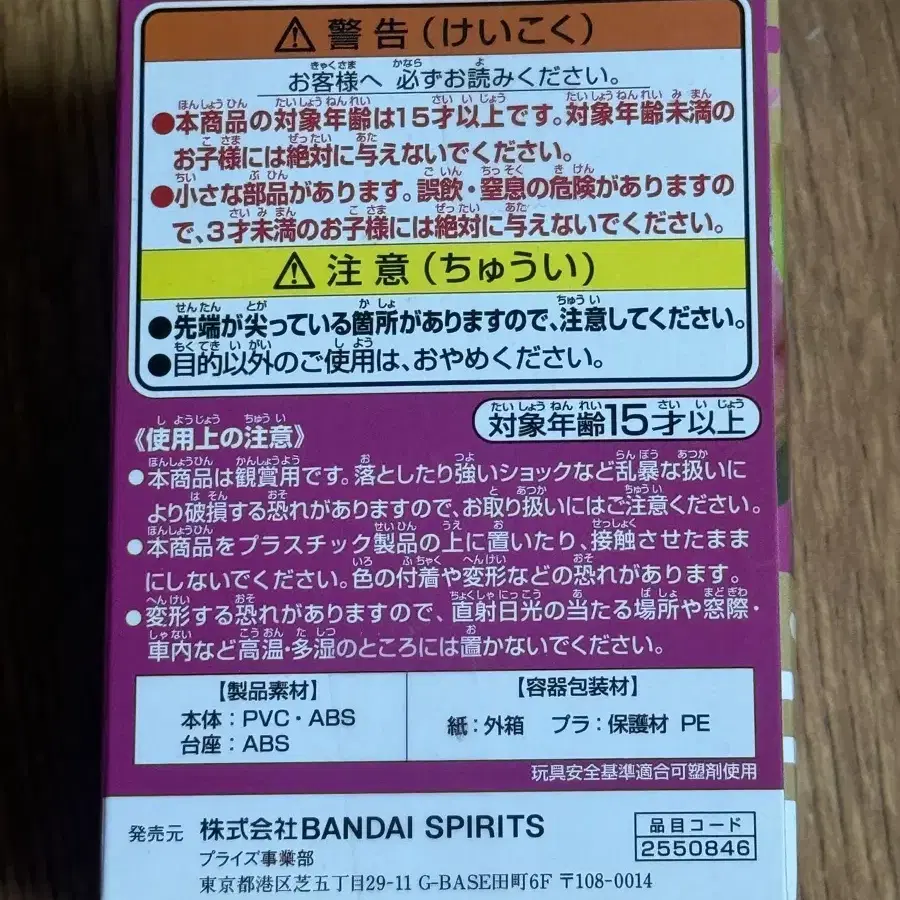 ⚠ 警告(けいこく)
お客様へ 必ずお読みください。
●本商品の対象年齢は15才以上です。対象年齢未満の
お子様には絶対に与えないでください。
●小さな部品があります。誤飲・窒息の危険がありますの
で、3才未満のお子様には絶対に与えないでください。
⚠ 注意(ちゅうい)
●先端が尖っている箇所がありますので、注意してください。
●目的以外のご使用は、おやめください。
《使用上の注意》
対象年齢15才以上
●本商品は観賞用です。落としたり強いショックなど乱暴な扱いに
より破損する恐れがありますので、お取り扱いにはご注意ください。
●本商品をプラスチック製品の上に置いたり、接触させたまま
にしないでください。色の付着や変形などの恐れがあります。
●変形する恐れがありますので、直射日光の当たる場所や窓際・
車内など高温・多湿のところには置かないでください。
【製品素材】
本体:PVC・ABS
台座:ABS
【容器包装材】
紙:外箱 プラ:保護材 PE
玩具安全基準適合可塑剤使用
発売元 株式会社BANDAI SPIRITS
プライズ事業部
東京都港区芝五丁目29-11 G-BASE田町6F 〒108-0014
品目コード
2550846